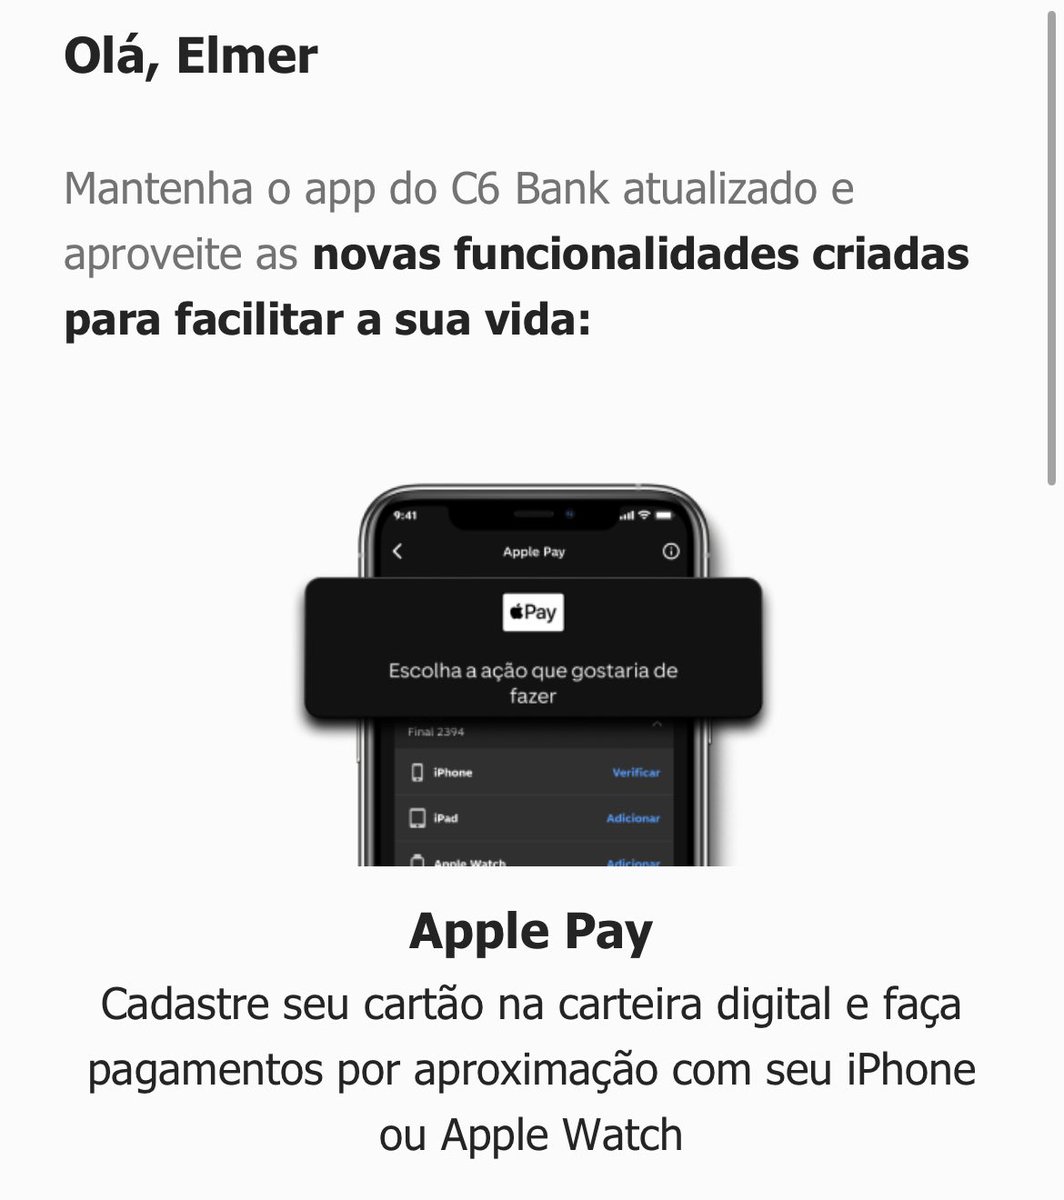 Olá, Elmer
Mantenha o app do C6 Bank atualizado e
aproveite as novas funcionalidades criadas
para facilitar a sua vida:
9:41
Apple Pay
Pay
Escolha a ação que gostaria de
fazer
Final 2394
iPhone Verificar
iPad Adicionar
Apple Watch Adicionar
Apple Pay
Cadastre seu cartão na carteira digital e faça
pagamentos por aproximação com seu iPhone
ou Apple Watch